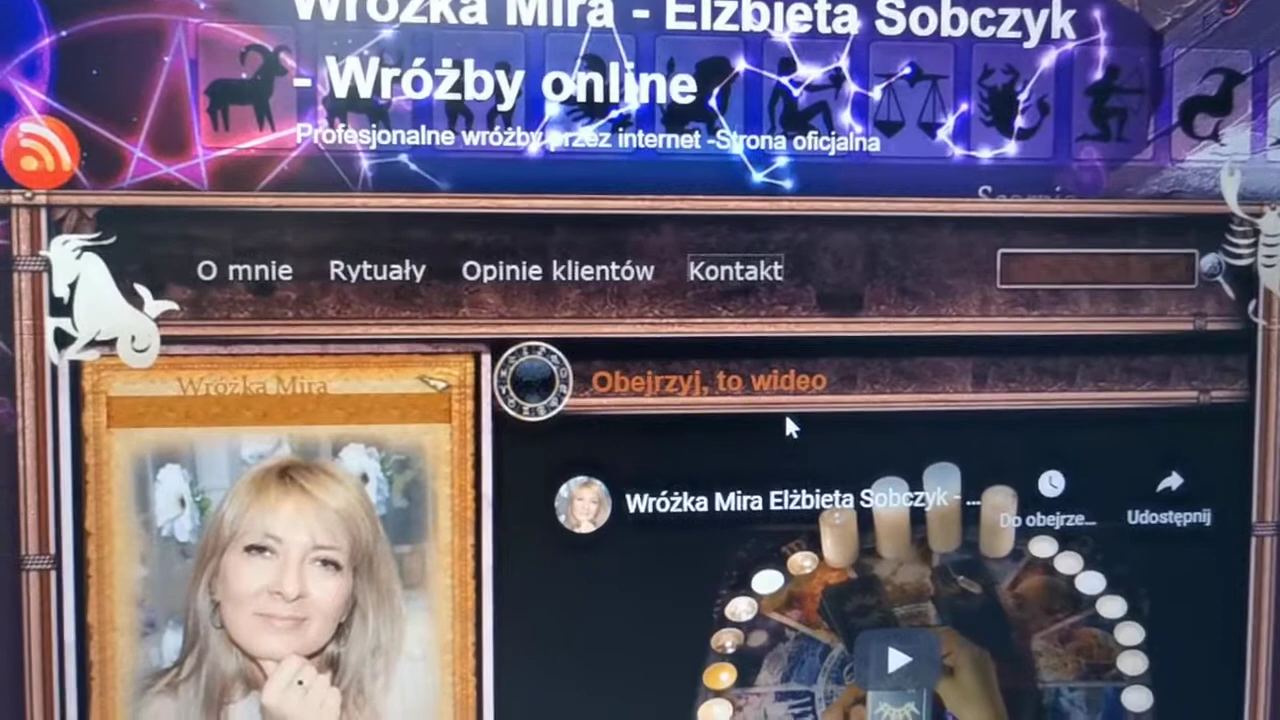 Wróżka Mira - Elżbieta Sobczyk
- Wróżby online
Profesjonalne wróżby przez internet -Strona oficjalna
O mnie
Rytuały
Opinie klientów
Kontakt
Wróżka Mira
Obejrzyj, to wideo
Wróżka Mira Elżbieta Sobczyk - ...
Do obejrze...
Udostępnij